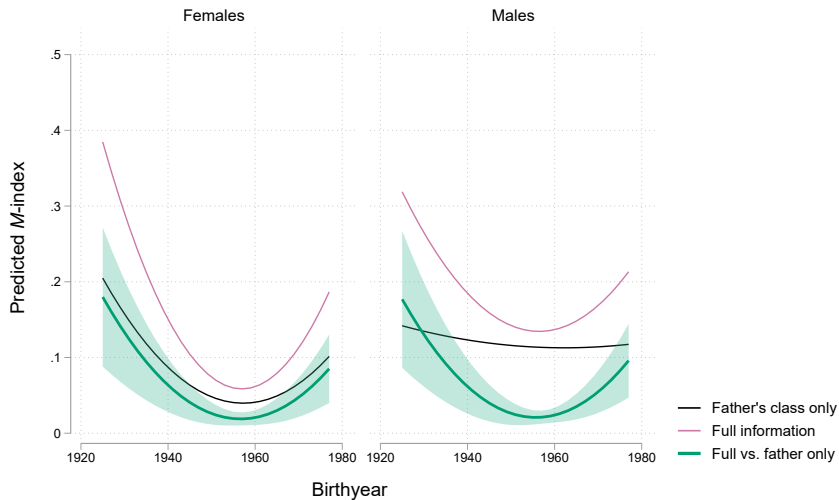 Females
Males
Predicted M-index
.5
.4
.3
.2
.1
0
1920
1940
1960
1980
1920
1940
1960
1980
Birthyear
Father's class only
Full information
Full vs. father only